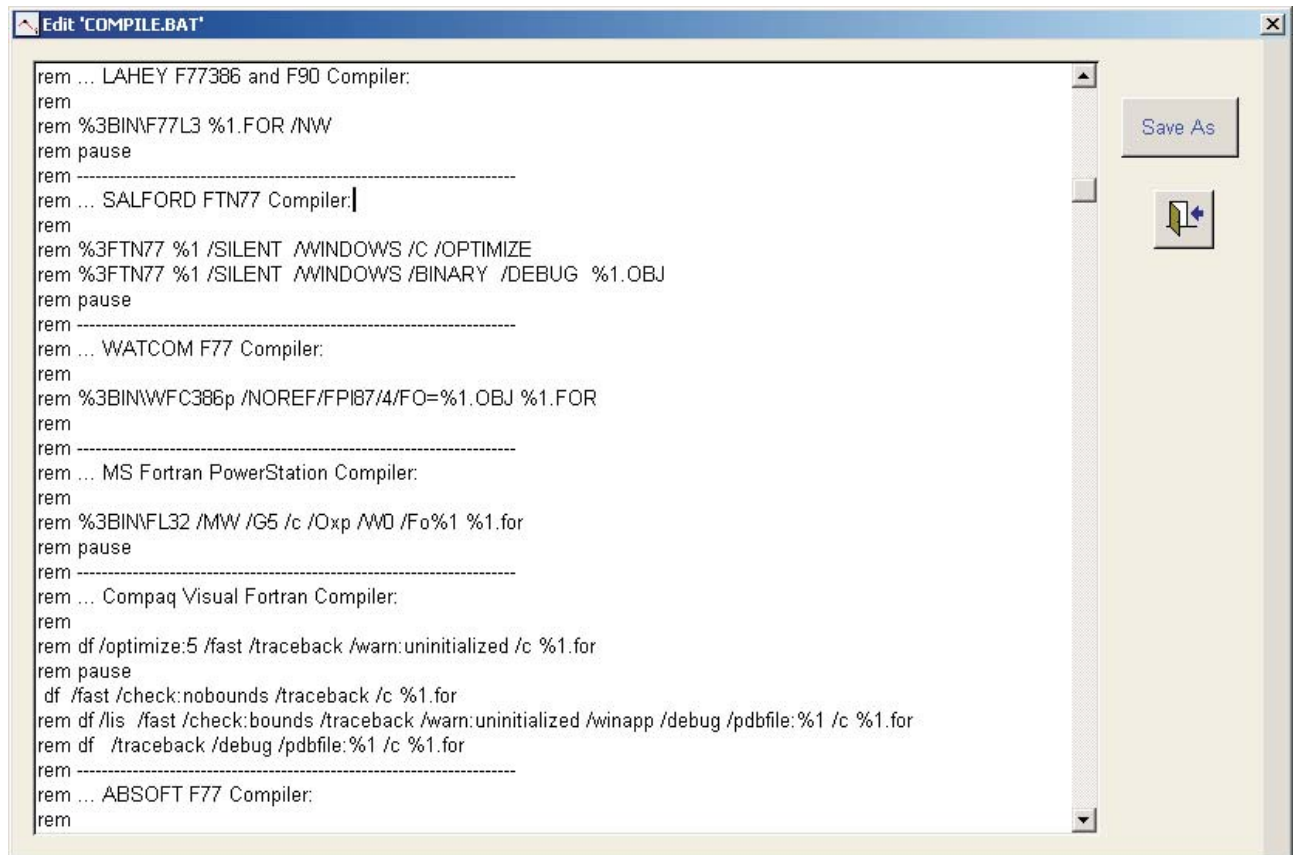 Edit 'COMPILE.BAT'
rem ... LAHEY F77386 and F90 Compiler:
rem
rem %3BIN\F77L3 %1.FOR /NW
rem pause
rem -----------------------------------------------------------------------
rem ... SALFORD FTN77 Compiler:
rem
rem %3FTN77 %1 /SILENT  /WINDOWS /C /OPTIMIZE
rem %3FTN77 %1 /SILENT  /WINDOWS /BINARY  /DEBUG  %1.OBJ
rem pause
rem -----------------------------------------------------------------------
rem ... WATCOM F77 Compiler:
rem
rem %3BIN\WFC386p /NOREF/FPI87/4/FO=%1.OBJ %1.FOR
rem
rem -----------------------------------------------------------------------
rem ... MS Fortran PowerStation Compiler:
rem
rem %3BIN\FL32 /MW /G5 /c /Oxp /W0 /Fo%1 %1.for
rem pause
rem -----------------------------------------------------------------------
rem ... Compaq Visual Fortran Compiler:
rem
rem df /optimize:5 /fast /traceback /warn:uninitialized /c %1.for
rem pause
 df  /fast /check:nobounds /traceback /c %1.for
rem df /lis  /fast /check:bounds /traceback /warn:uninitialized /winapp /debug /pdbfile:%1 /c %1.for
rem df   /traceback /debug /pdbfile:%1 /c %1.for
rem -----------------------------------------------------------------------
rem ... ABSOFT F77 Compiler:
rem
Save As